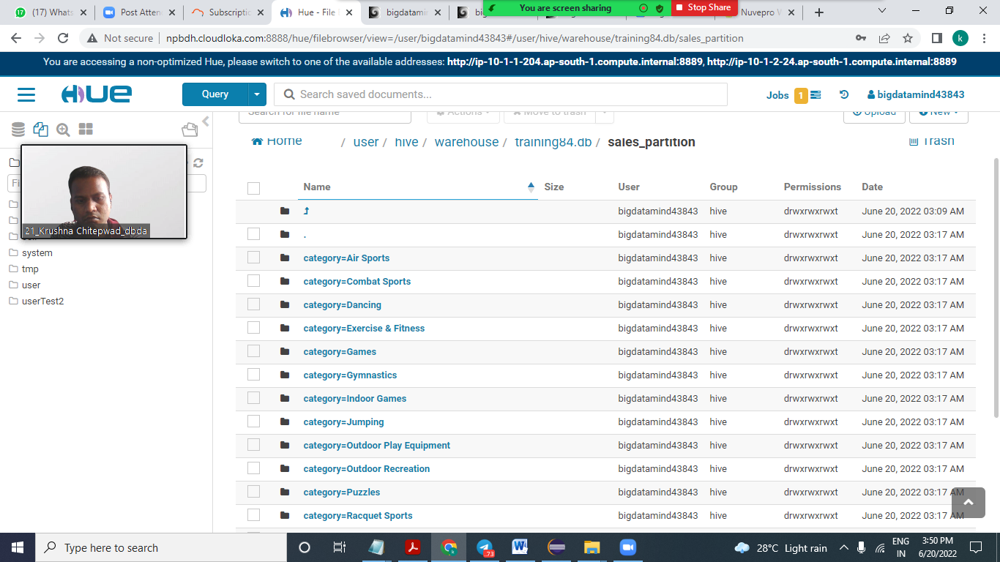 (17) Whats
Post Atten
Subscriptio
Hue - File
bigdatamin
big
You are screen sharing
Stop Share
Nuvepro W
Not secure
npbdh.cloudloka.com:8888/hue/filebrowser/view=/user/bigdatamind43843#/user/hive/warehouse/training84.db/sales_partition
k
You are accessing a non-optimized Hue, please switch to one of the available addresses: http://ip-10-1-1-204.ap-south-1.compute.internal:8889, http://ip-10-1-2-24.ap-south-1.compute.internal:8889
HUE
Query
Search saved documents...
Jobs 1
bigdatamind43843
Search for file name
Actions
Move to trash
Upload
New
Home / user / hive / warehouse / training84.db / sales_partition
Trash
Fi
21_Krushna Chitepwad_dbda
system
tmp
user
userTest2
Name Size User Group Permissions Date
bigdatamind43843 hive drwxrwxrwxt June 20, 2022 03:09 AM
. bigdatamind43843 hive drwxrwxrwxt June 20, 2022 03:17 AM
category=Air Sports bigdatamind43843 hive drwxrwxrwxt June 20, 2022 03:17 AM
category=Combat Sports bigdatamind43843 hive drwxrwxrwxt June 20, 2022 03:17 AM
category=Dancing bigdatamind43843 hive drwxrwxrwxt June 20, 2022 03:17 AM
category=Exercise & Fitness bigdatamind43843 hive drwxrwxrwxt June 20, 2022 03:17 AM
category=Games bigdatamind43843 hive drwxrwxrwxt June 20, 2022 03:17 AM
category=Gymnastics bigdatamind43843 hive drwxrwxrwxt June 20, 2022 03:17 AM
category=Indoor Games bigdatamind43843 hive drwxrwxrwxt June 20, 2022 03:17 AM
category=Jumping bigdatamind43843 hive drwxrwxrwxt June 20, 2022 03:17 AM
category=Outdoor Play Equipment bigdatamind43843 hive drwxrwxrwxt June 20, 2022 03:17 AM
category=Outdoor Recreation bigdatamind43843 hive drwxrwxrwxt June 20, 2022 03:17 AM
category=Puzzles bigdatamind43843 hive drwxrwxrwxt June 20, 2022 03:17 AM
category=Racquet Sports bigdatamind43843 hive drwxrwxrwxt June 20, 2022 03:17 AM
Type here to search
73
28°C Light rain
ENG
IN
3:50 PM
6/20/2022